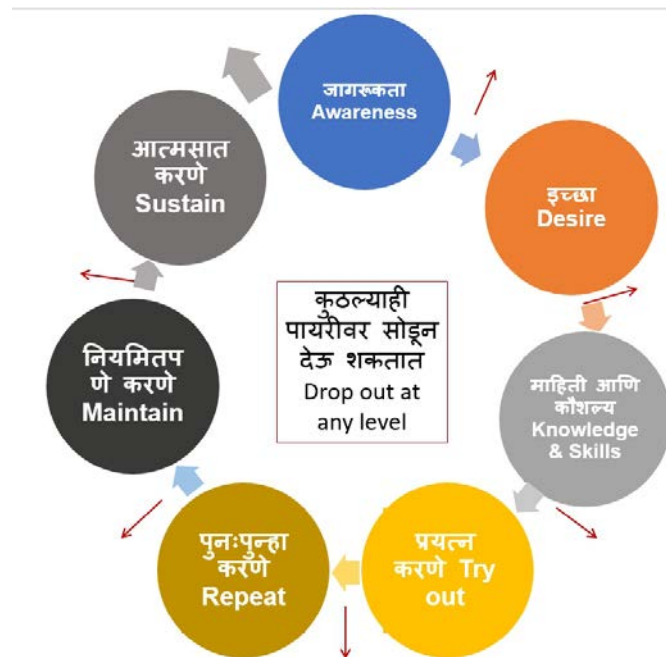 जागरूकता
Awareness
इच्छा
Desire
माहिती आणि
कौशल्य
Knowledge
& Skills
प्रयत्न
करणे Try
out
पुनःपुन्हा
करणे
Repeat
नियमितप
णे करणे
Maintain
आत्मसात
करणे
Sustain
कुठल्याही
पायरीवर सोडून
देऊ शकतात
Drop out at
any level